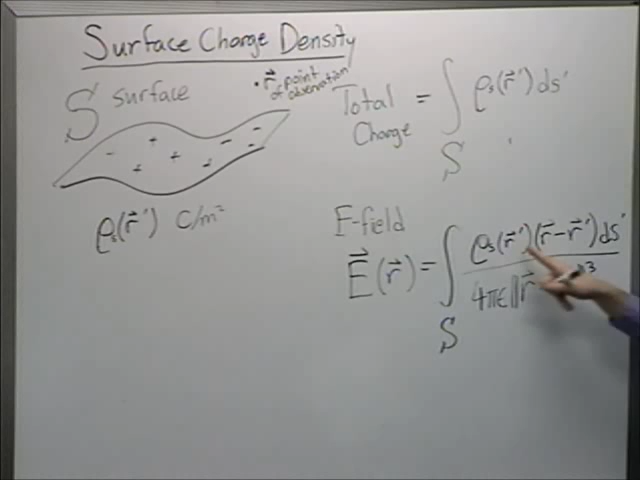 Surface Charge Density
S surface
• r⃗ point of observation
+ + + + - - -
ρs(r⃗′) C/m²
Total Charge = ∫S ρs(r⃗′) ds′
E-field
E⃗(r⃗) = ∫S ρs(r⃗′)(r⃗-r⃗′)ds′
4πε‖r⃗ ‖³